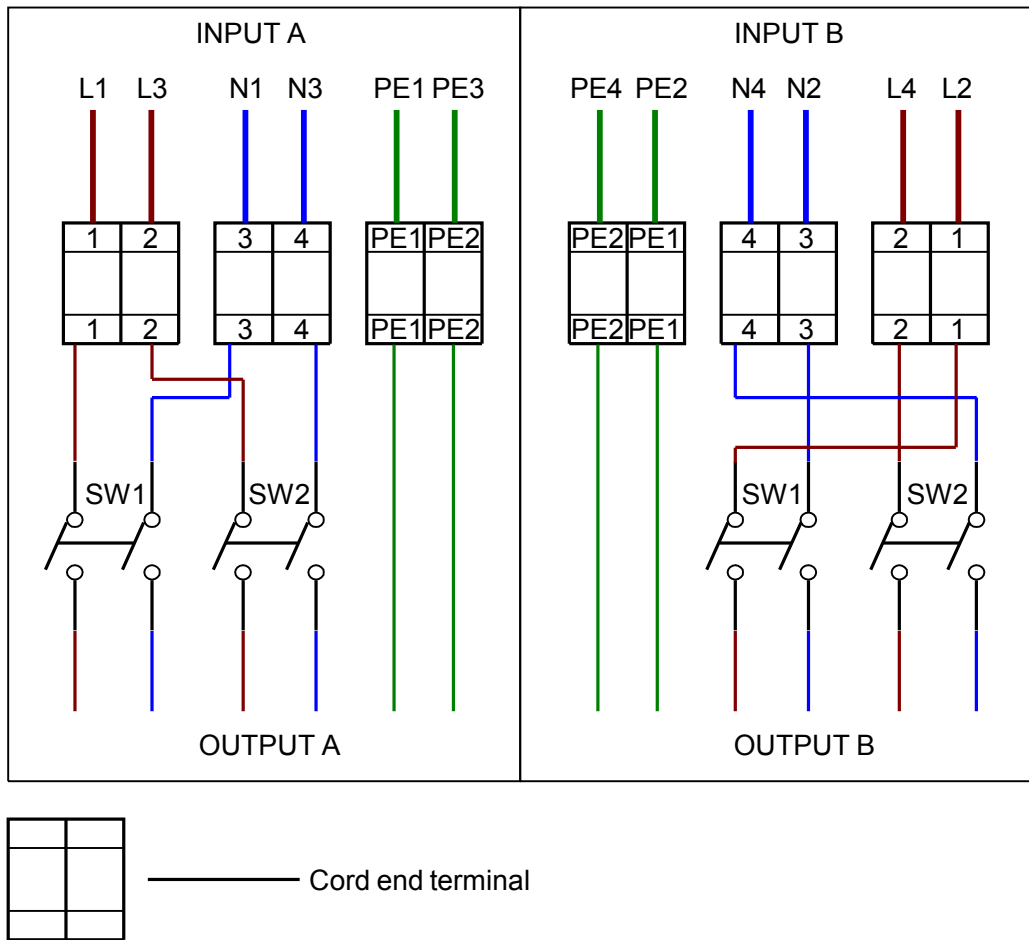 INPUT A
INPUT B
L1 L3 N1 N3 PE1 PE3
PE4 PE2 N4 N2 L4 L2
1 2 3 4 PE1 PE2
PE2 PE1 4 3 2 1
1 2 3 4 PE1 PE2
PE2 PE1 4 3 2 1
SW1 SW2
SW1 SW2
OUTPUT A
OUTPUT B
Cord end terminal